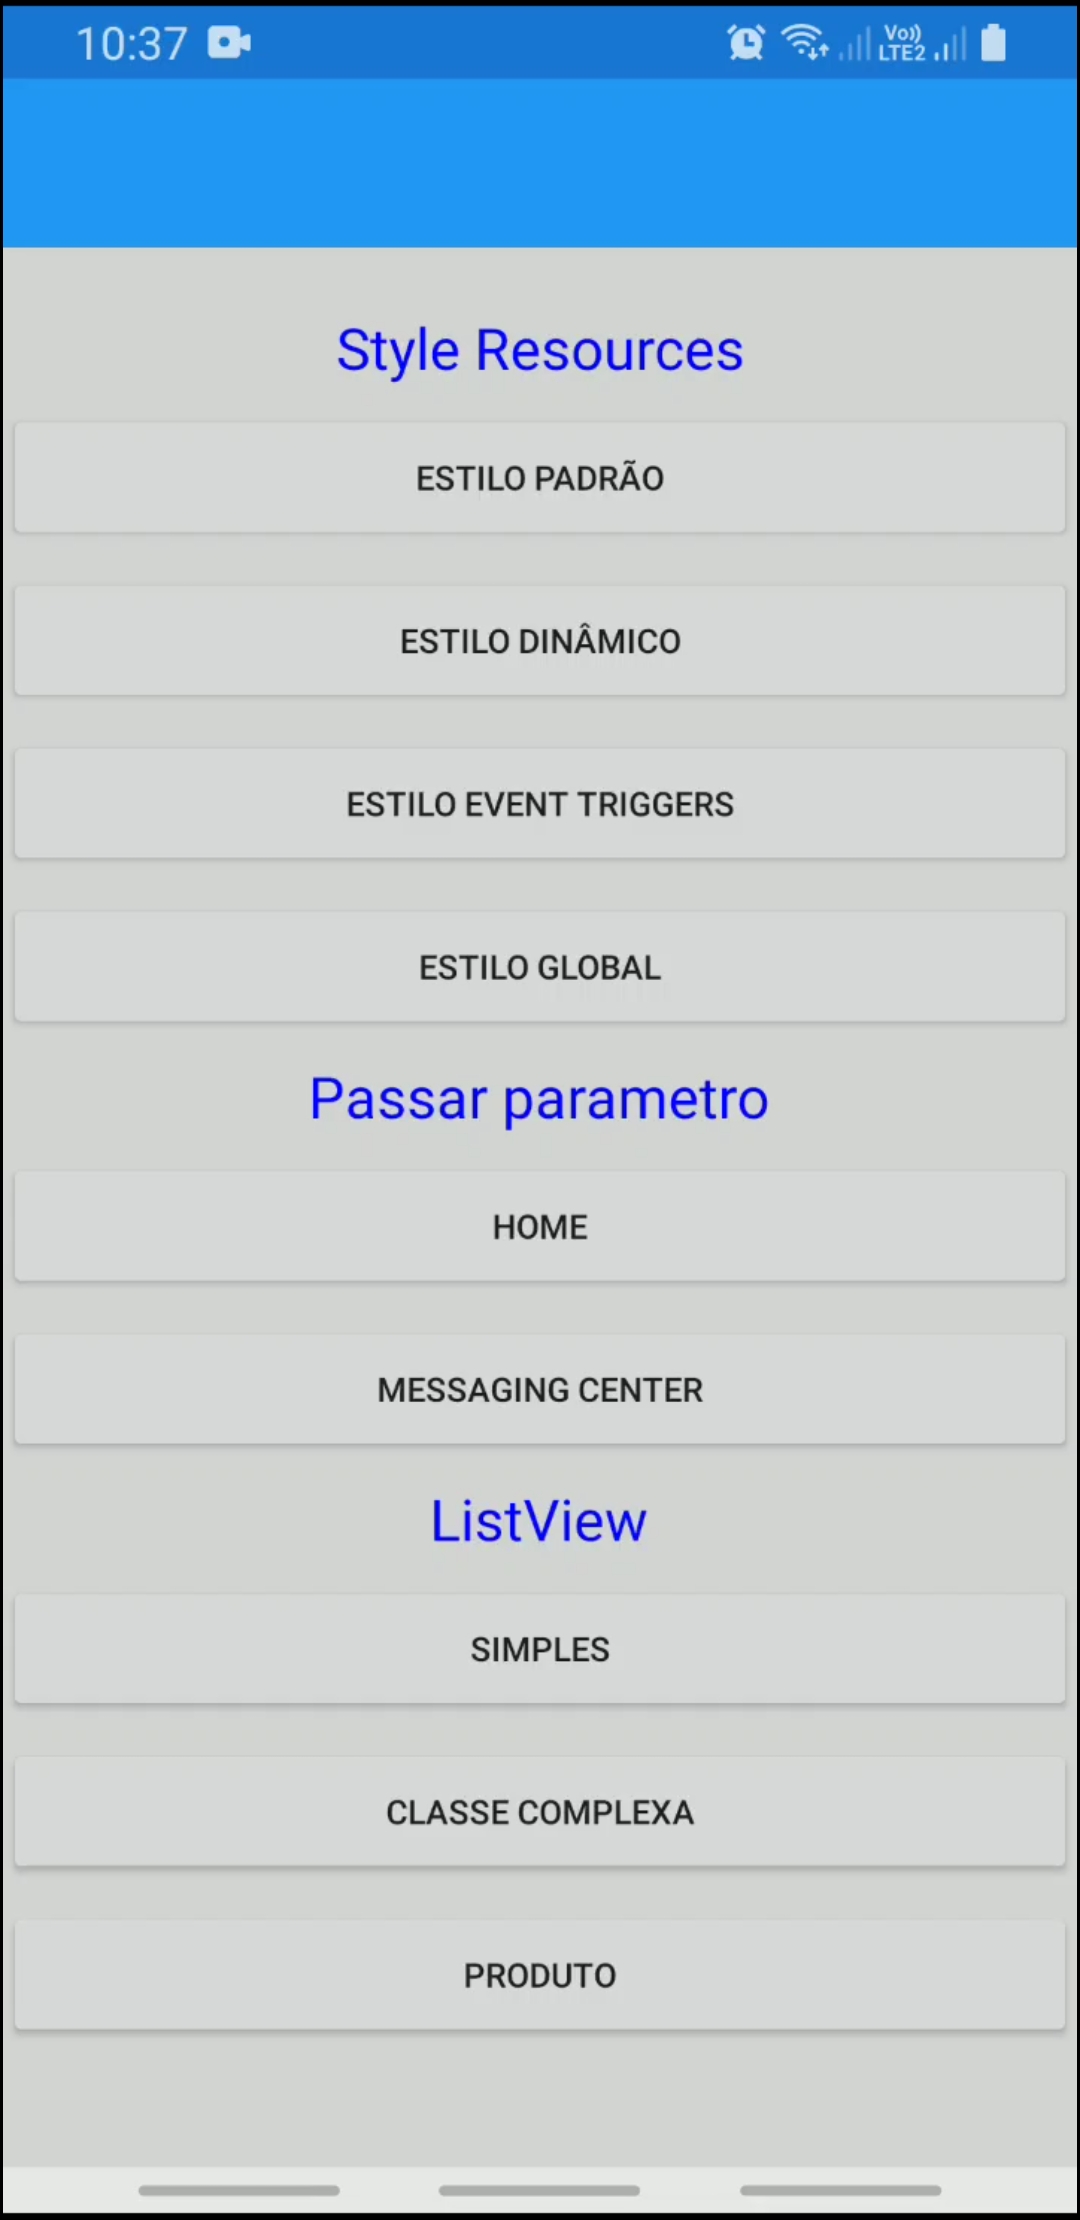 10:37
Vo))
LTE2
Style Resources
ESTILO PADRÃO
ESTILO DINÂMICO
ESTILO EVENT TRIGGERS
ESTILO GLOBAL
Passar parametro
HOME
MESSAGING CENTER
ListView
SIMPLES
CLASSE COMPLEXA
PRODUTO